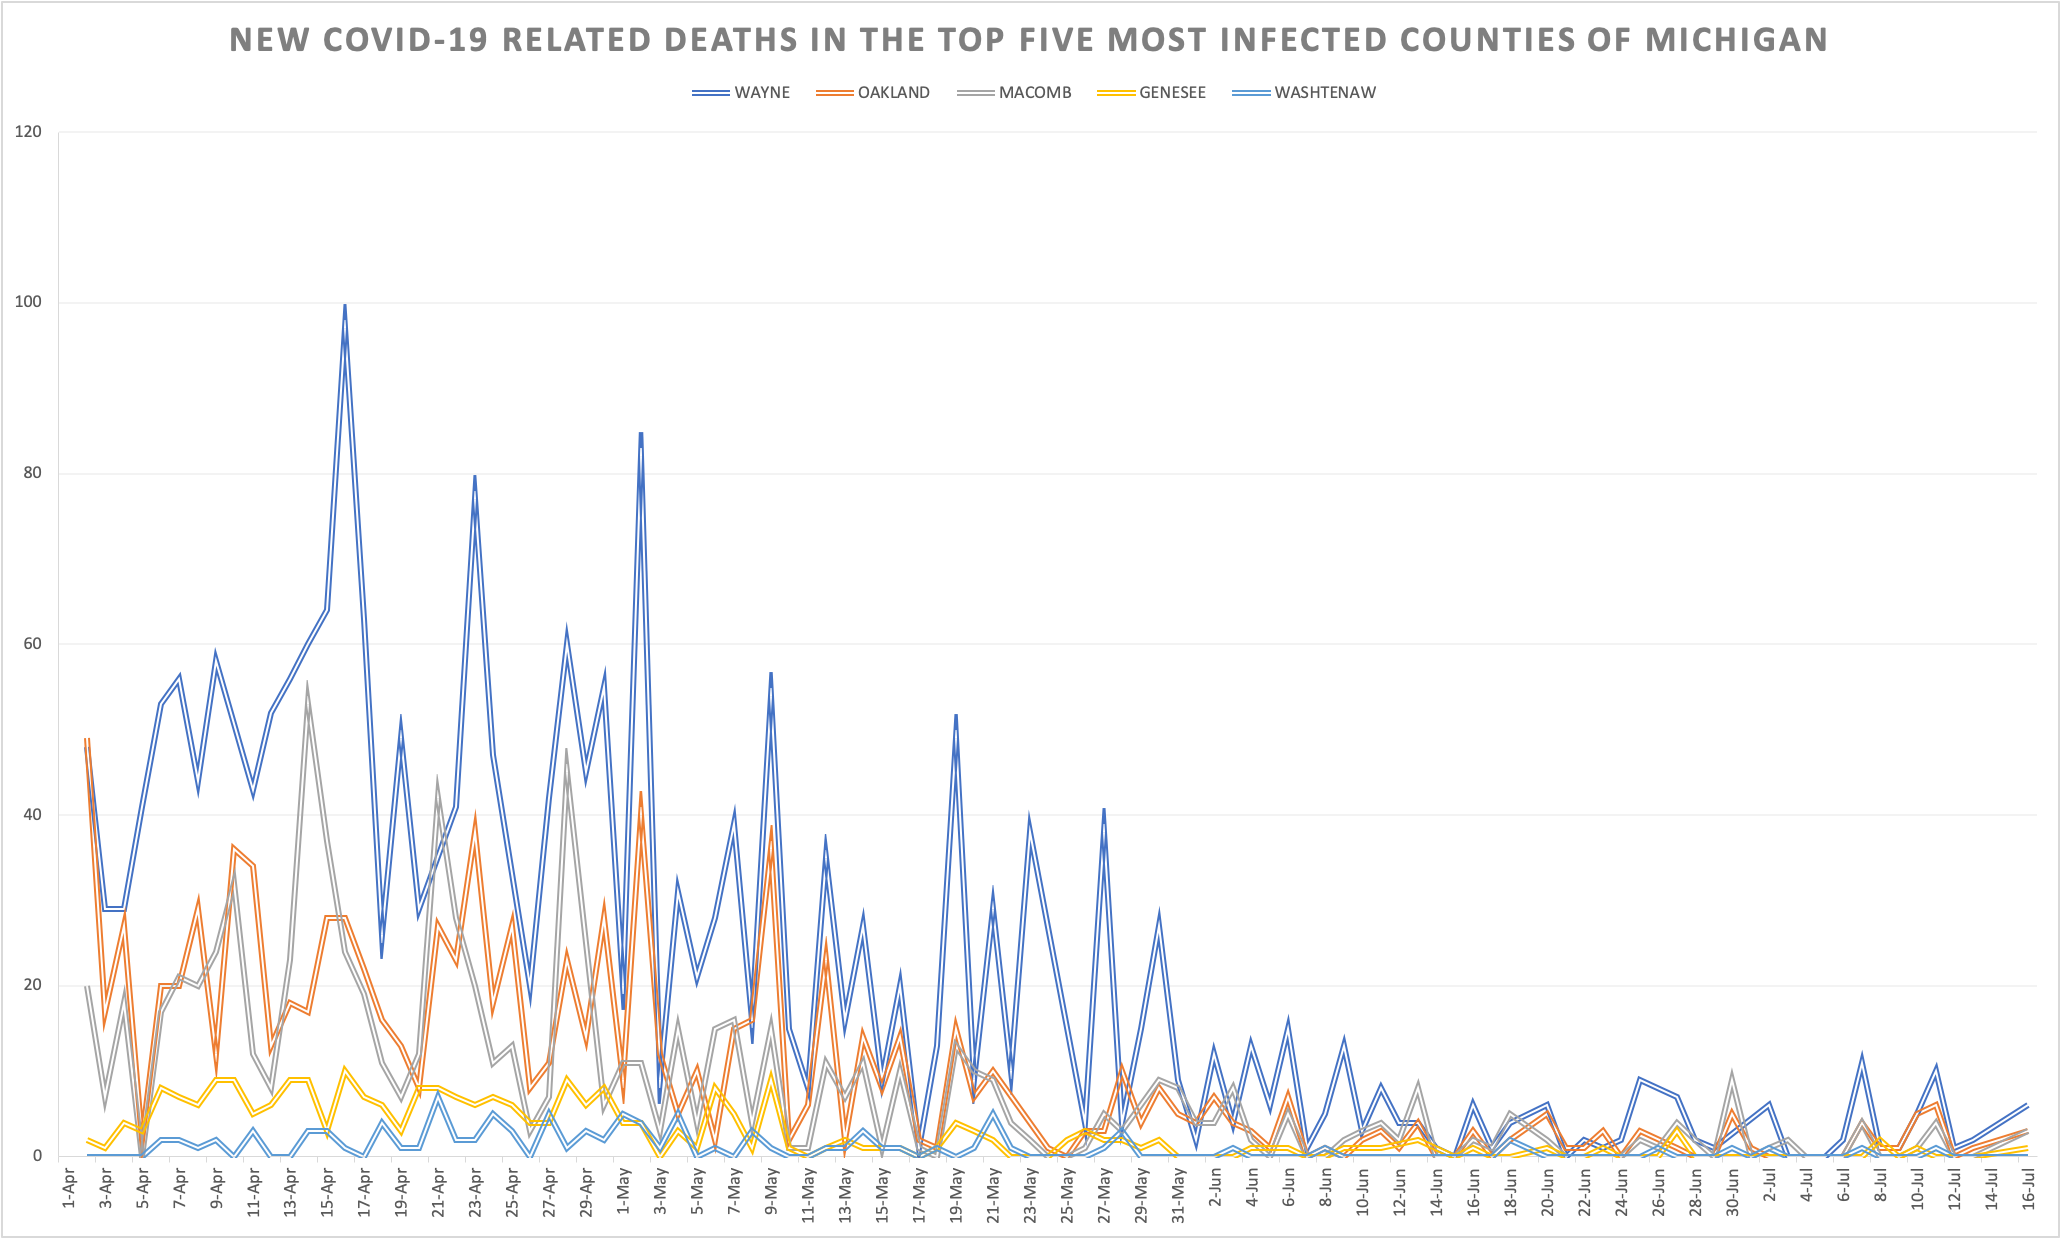 NEW COVID-19 RELATED DEATHS IN THE TOP FIVE MOST INFECTED COUNTIES OF MICHIGAN
WAYNE OAKLAND MACOMB GENESEE WASHTENAW
120
100
80
60
40
20
0
1-Apr 3-Apr 5-Apr 7-Apr 9-Apr 11-Apr 13-Apr 15-Apr 17-Apr 19-Apr 21-Apr 23-Apr 25-Apr 27-Apr 29-Apr 1-May 3-May 5-May 7-May 9-May 11-May 13-May 15-May 17-May 19-May 21-May 23-May 25-May 27-May 29-May 31-May 2-Jun 4-Jun 6-Jun 8-Jun 10-Jun 12-Jun 14-Jun 16-Jun 18-Jun 20-Jun 22-Jun 24-Jun 26-Jun 28-Jun 30-Jun 2-Jul 4-Jul 6-Jul 8-Jul 10-Jul 12-Jul 14-Jul 16-Jul